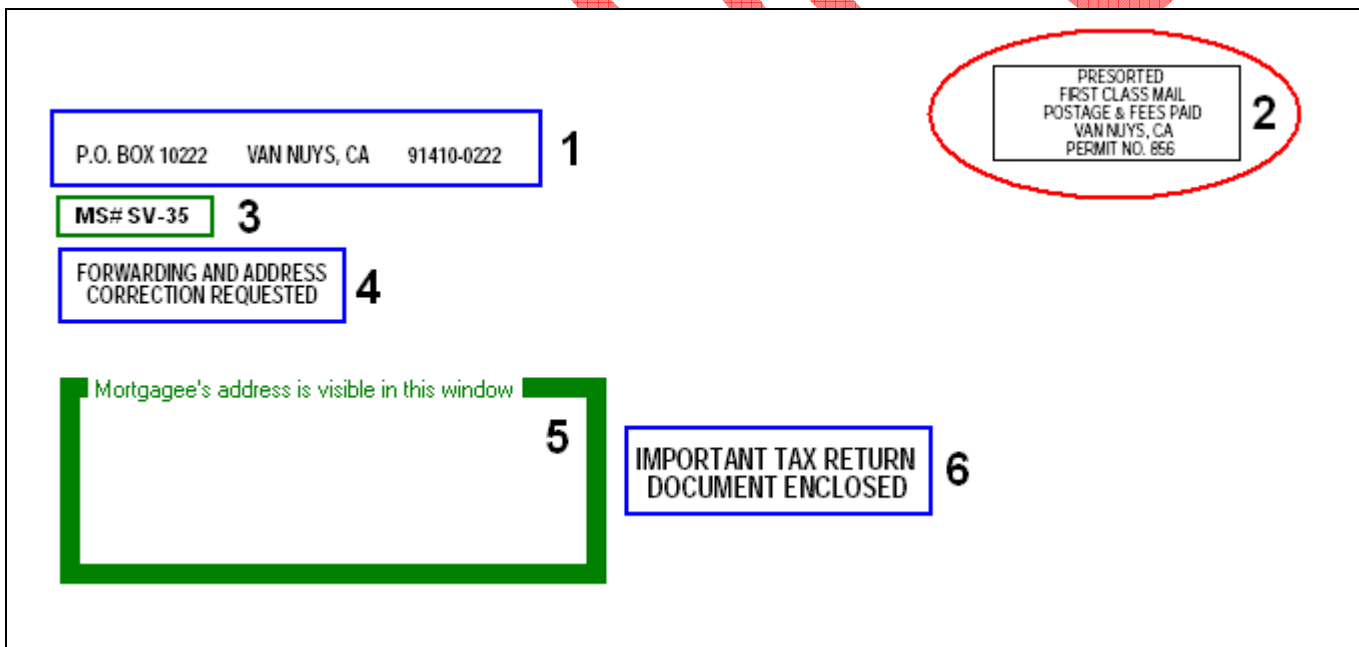 PRESORTED
FIRST CLASS MAIL
POSTAGE & FEES PAID
VAN NUYS, CA
PERMIT NO. 856
2
P.O. BOX 10222 VAN NUYS, CA 91410-0222
1
MS# SV-35
3
FORWARDING AND ADDRESS
CORRECTION REQUESTED
4
Mortgagee's address is visible in this window
5
IMPORTANT TAX RETURN
DOCUMENT ENCLOSED
6